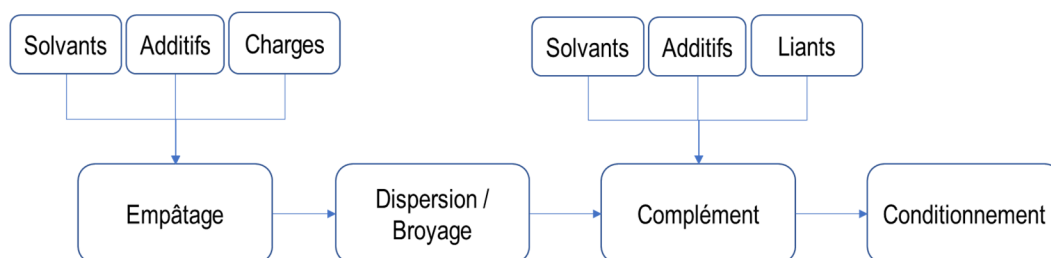 Solvants
Additifs
Charges
Solvants
Additifs
Liants
Empâtage
Dispersion /
Broyage
Complément
Conditionnement